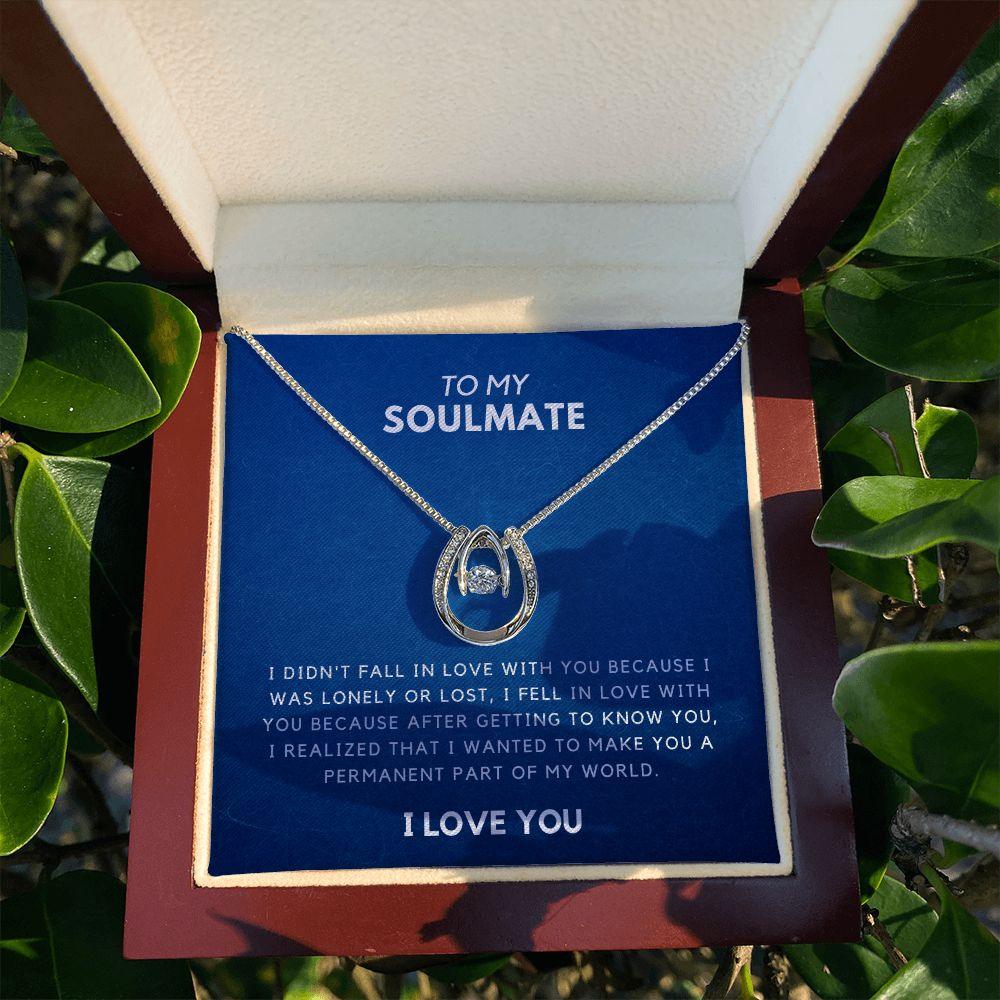 TO MY
SOULMATE
I DIDN'T FALL IN LOVE WITH YOU BECAUSE I
WAS LONELY OR LOST, I FELL IN LOVE WITH
YOU BECAUSE AFTER GETTING TO KNOW YOU,
I REALIZED THAT I WANTED TO MAKE YOU A
PERMANENT PART OF MY WORLD.
I LOVE YOU